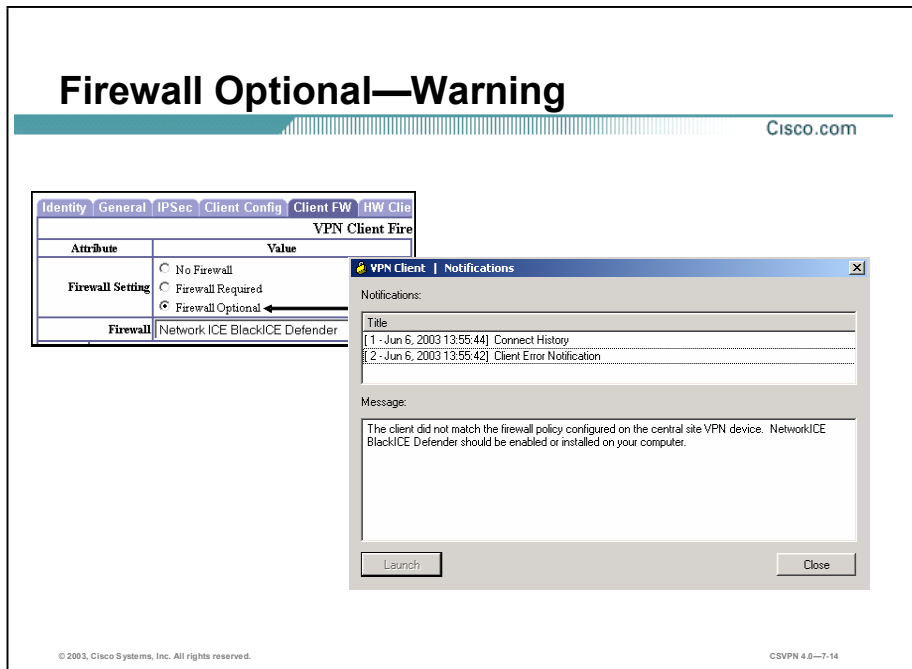 Firewall Optional—Warning
Cisco.com
Identity General IPSec Client Config Client FW HW Clie
VPN Client Fire
Attribute Value
Firewall Setting
No Firewall
Firewall Required
Firewall Optional
Firewall Network ICE BlackICE Defender
VPN Client | Notifications
Notifications:
Title
[ 1 - Jun 6, 2003 13:55:44] Connect History
[ 2 - Jun 6, 2003 13:55:42] Client Error Notification
Message:
The client did not match the firewall policy configured on the central site VPN device. NetworkICE
BlackICE Defender should be enabled or installed on your computer.
Launch Close
© 2003, Cisco Systems, Inc. All rights reserved. CSVPN 4.0—7-14